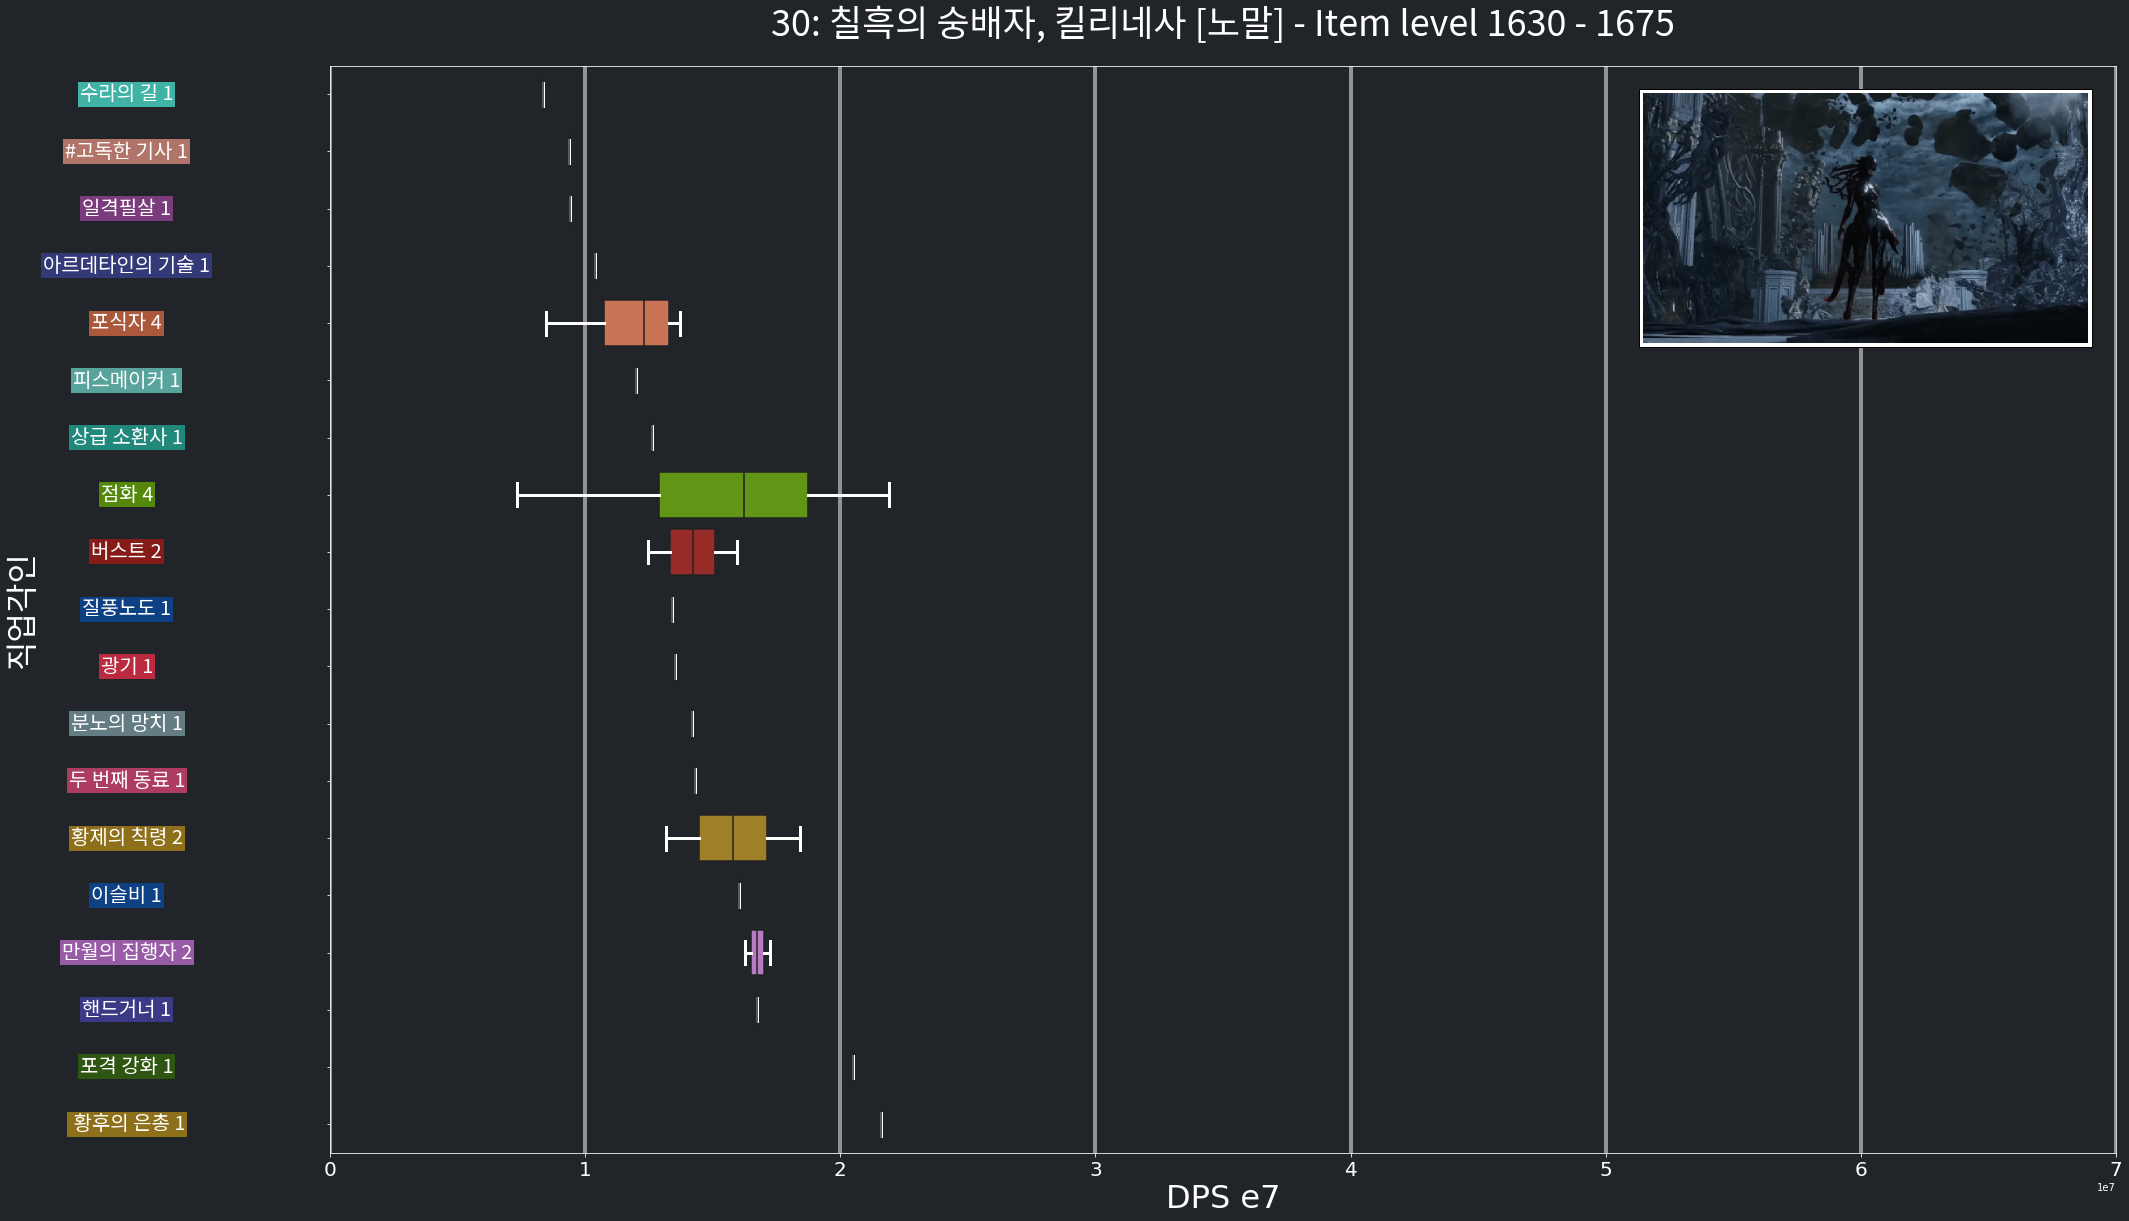 30: 칠흑의 숭배자, 킬리네사 [노말] - Item level 1630 - 1675
수라의 길 1
#고독한 기사 1
일격필살 1
아르데타인의 기술 1
포식자 4
피스메이커 1
상급 소환사 1
점화 4
버스트 2
질풍노도 1
광기 1
분노의 망치 1
두 번째 동료 1
황제의 칙령 2
이슬비 1
만월의 집행자 2
핸드거너 1
포격 강화 1
황후의 은총 1
직업각인
0 1 2 3 4 5 6 7
DPS e7
1e7